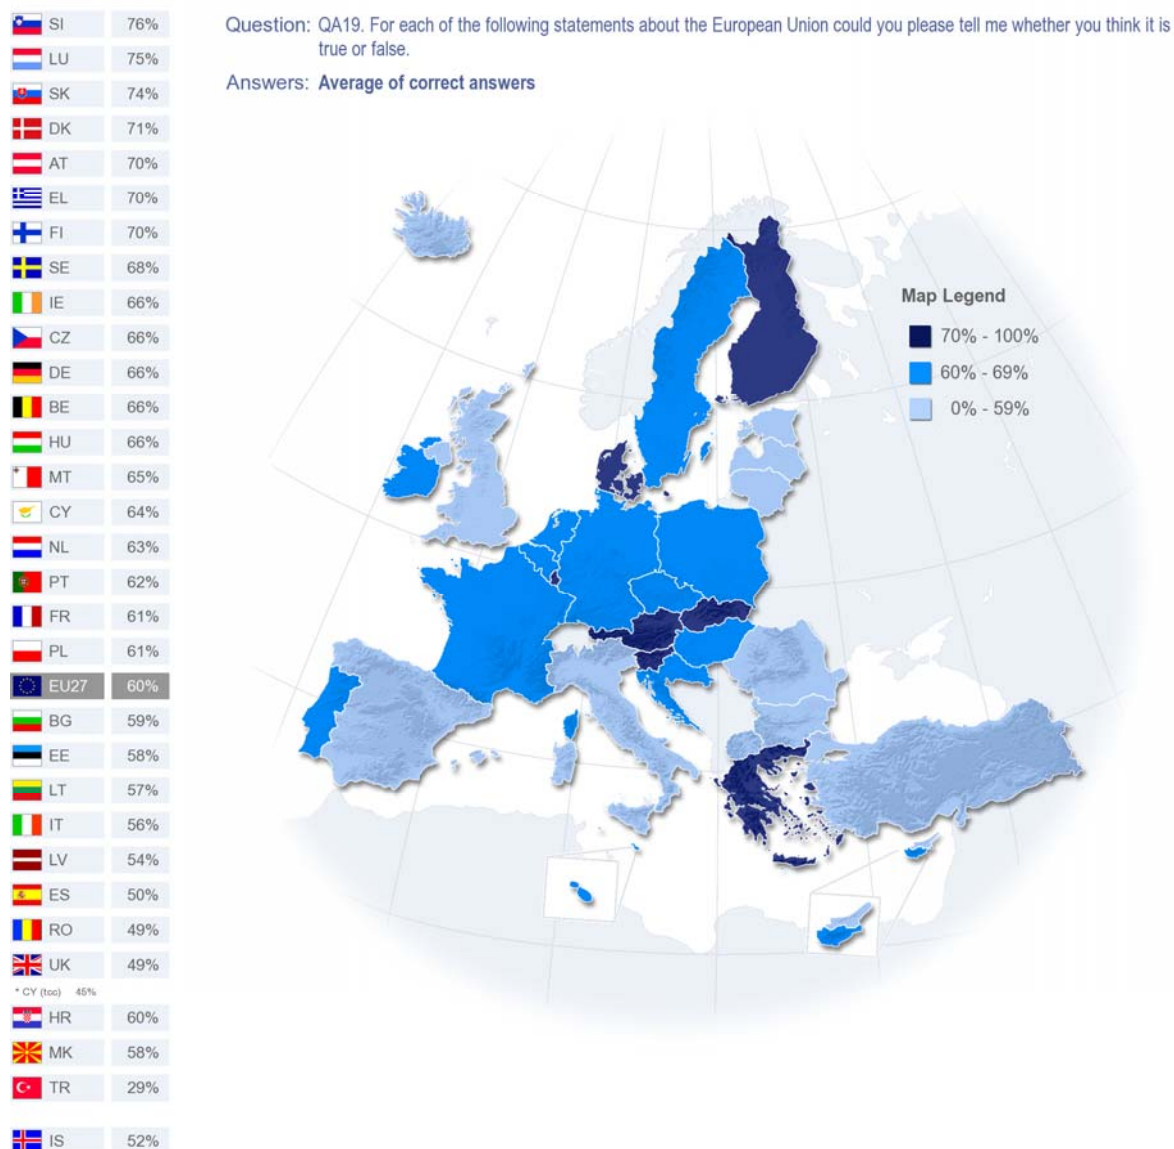 Question: QA19. For each of the following statements about the European Union could you please tell me whether you think it is
true or false.
Answers: Average of correct answers
SI 76%
LU 75%
SK 74%
DK 71%
AT 70%
EL 70%
FI 70%
SE 68%
IE 66%
CZ 66%
DE 66%
BE 66%
HU 66%
MT 65%
CY 64%
NL 63%
PT 62%
FR 61%
PL 61%
EU27 60%
BG 59%
EE 58%
LT 57%
IT 56%
LV 54%
ES 50%
RO 49%
UK 49%
* CY (tcc) 45%
HR 60%
MK 58%
TR 29%
IS 52%
Map Legend
70% - 100%
60% - 69%
0% - 59%